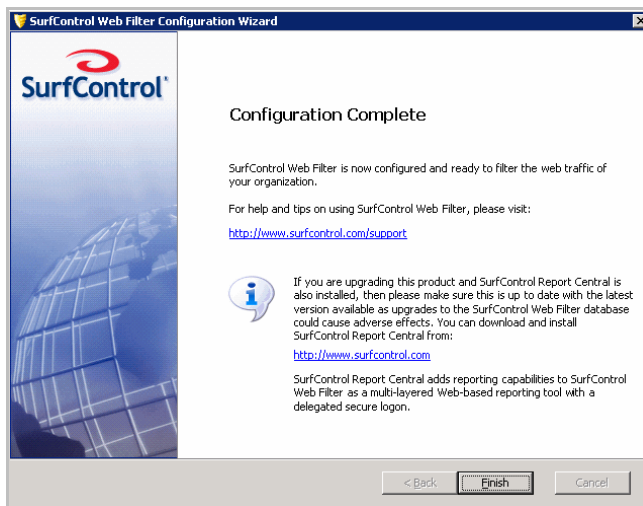 SurfControl Web Filter Configuration Wizard
SurfControl
Configuration Complete
SurfControl Web Filter is now configured and ready to filter the web traffic of
your organization.
For help and tips on using SurfControl Web Filter, please visit:
http://www.surfcontrol.com/support
If you are upgrading this product and SurfControl Report Central is
also installed, then please make sure this is up to date with the latest
version available as upgrades to the SurfControl Web Filter database
could cause adverse effects. You can download and install
SurfControl Report Central from:
http://www.surfcontrol.com
SurfControl Report Central adds reporting capabilities to SurfControl
Web Filter as a multi-layered Web-based reporting tool with a
delegated secure logon.
< Back Finish Cancel